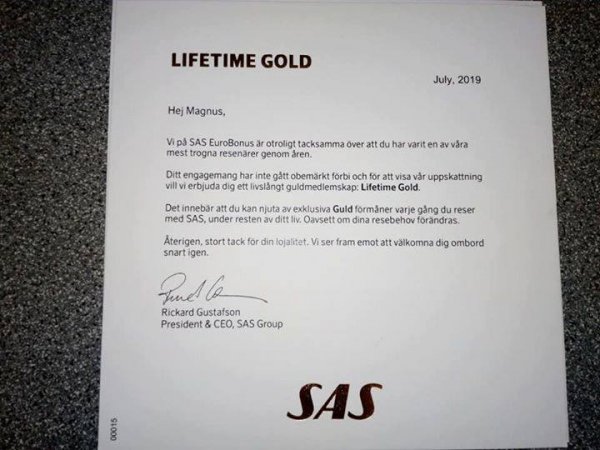 LIFETIME GOLD
July, 2019
Hej Magnus,
Vi på SAS EuroBonus är otroligt tacksamma över att du har varit en av våra
mest trogna resenärer genom åren.
Ditt engagemang har inte gått obemärkt förbi och för att visa vår uppskattning
vill vi erbjuda dig ett livslångt guldmedlemskap: Lifetime Gold.
Det innebär att du kan njuta av exklusiva Guld förmåner varje gång du reser
med SAS, under resten av ditt liv. Oavsett om dina resebehov förändras.
Återigen, stort tack för din lojalitet. Vi ser fram emot att välkomna dig ombord
snart igen.
Rickard Gustafson
President & CEO, SAS Group
SAS
00015